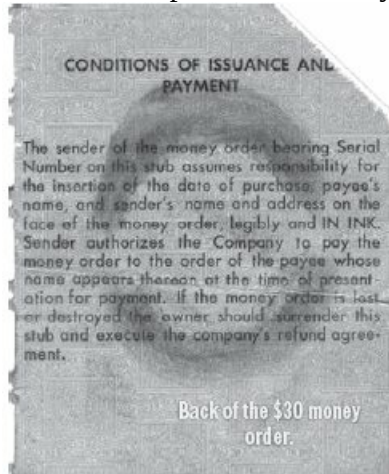 CONDITIONS OF ISSUANCE AND
PAYMENT
The sender of the money order bearing Serial
Number on this stub assumes responsibility for
the insertion of the date of purchase, payee's
name, and sender's name and address on the
face of the money order, legibly and IN INK.
Sender authorizes the Company to pay the
money order to the order of the payee whose
name appears thereon at the time of present-
ation for payment. If the money order is lost
or destroyed the owner should surrender this
stub and execute the company's refund agree-
ment.
Back of the $30 money
order.